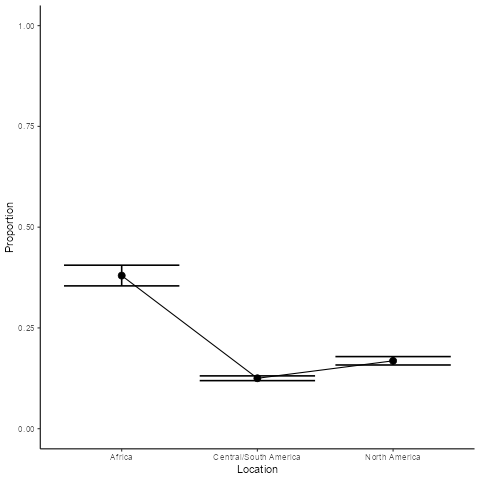 1.00
0.75
0.50
0.25
0.00
Proportion
Africa
Central/South America
North America
Location